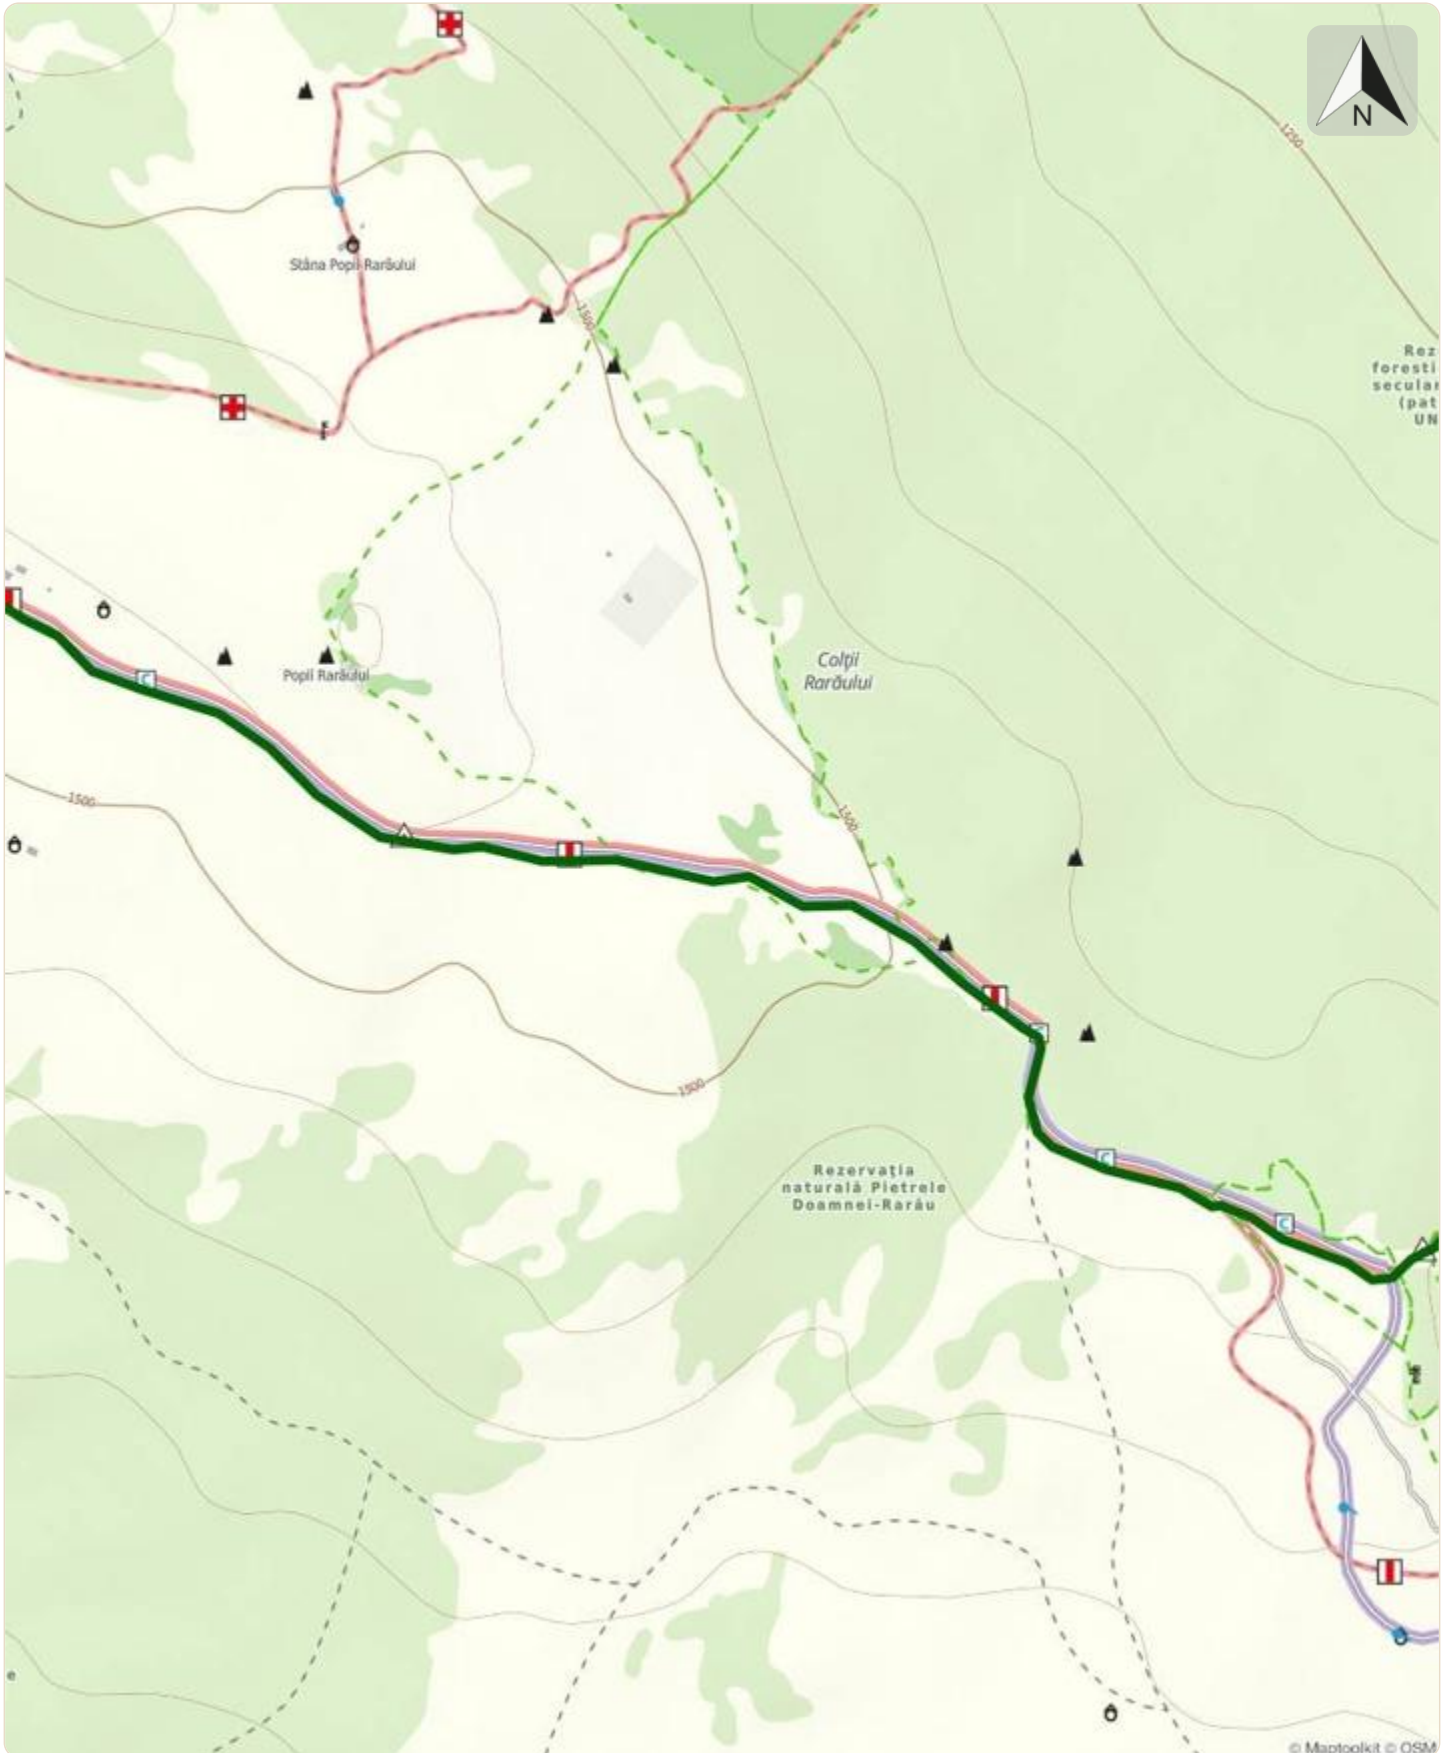 N
1250
Stâna Popii Rarăului
1500
Rez
foresti
secular
(pat
UN
Colții
Rarăului
Popii Rarăului
C
1500
1500
C
1500
C
Rezervația
naturală Pietrele
Doamnei-Rarău
C
e
© Maptoolkit © OSM